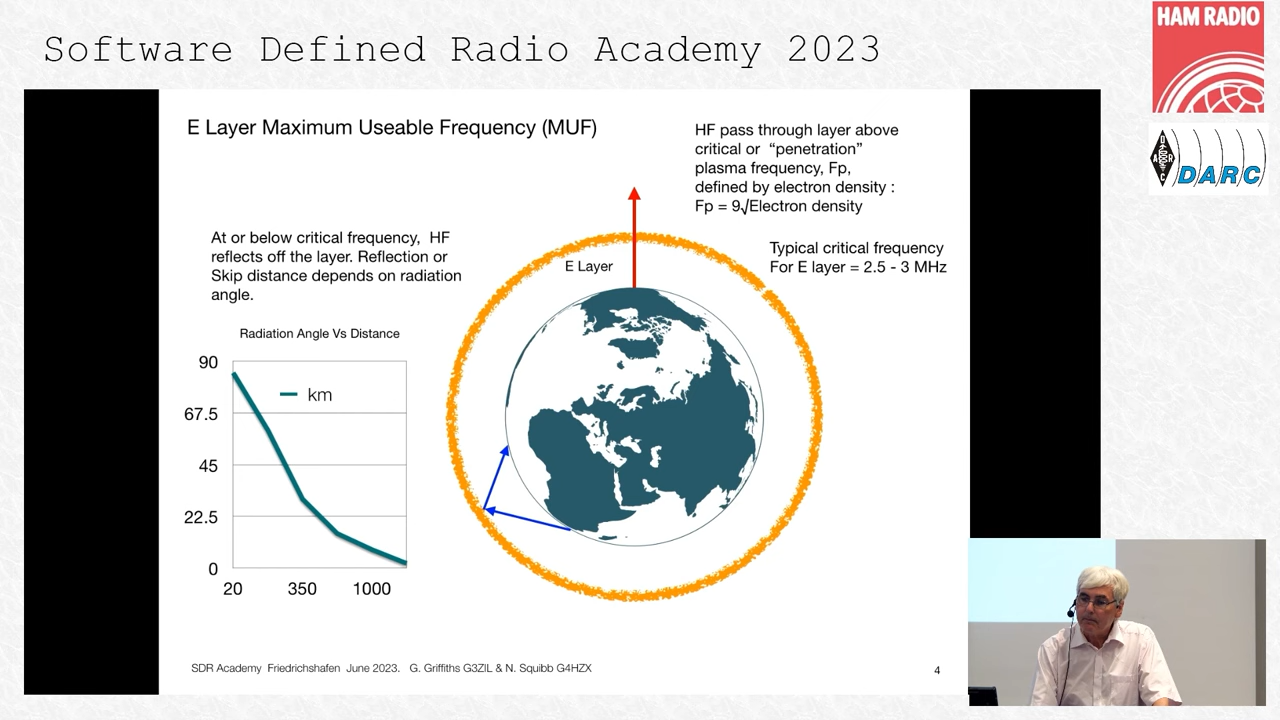 Software Defined Radio Academy 2023
HAM RADIO
DARC
E Layer Maximum Useable Frequency (MUF)
HF pass through layer above
critical or "penetration"
plasma frequency, Fp,
defined by electron density :
Fp = 9√Electron density
At or below critical frequency, HF
reflects off the layer. Reflection or
Skip distance depends on radiation
angle.
E Layer
Typical critical frequency
For E layer = 2.5 - 3 MHz
Radiation Angle Vs Distance
90
km
67.5
45
22.5
0
20 350 1000
SDR Academy Friedrichshafen June 2023. G. Griffiths G3ZIL & N. Squibb G4HZX
4